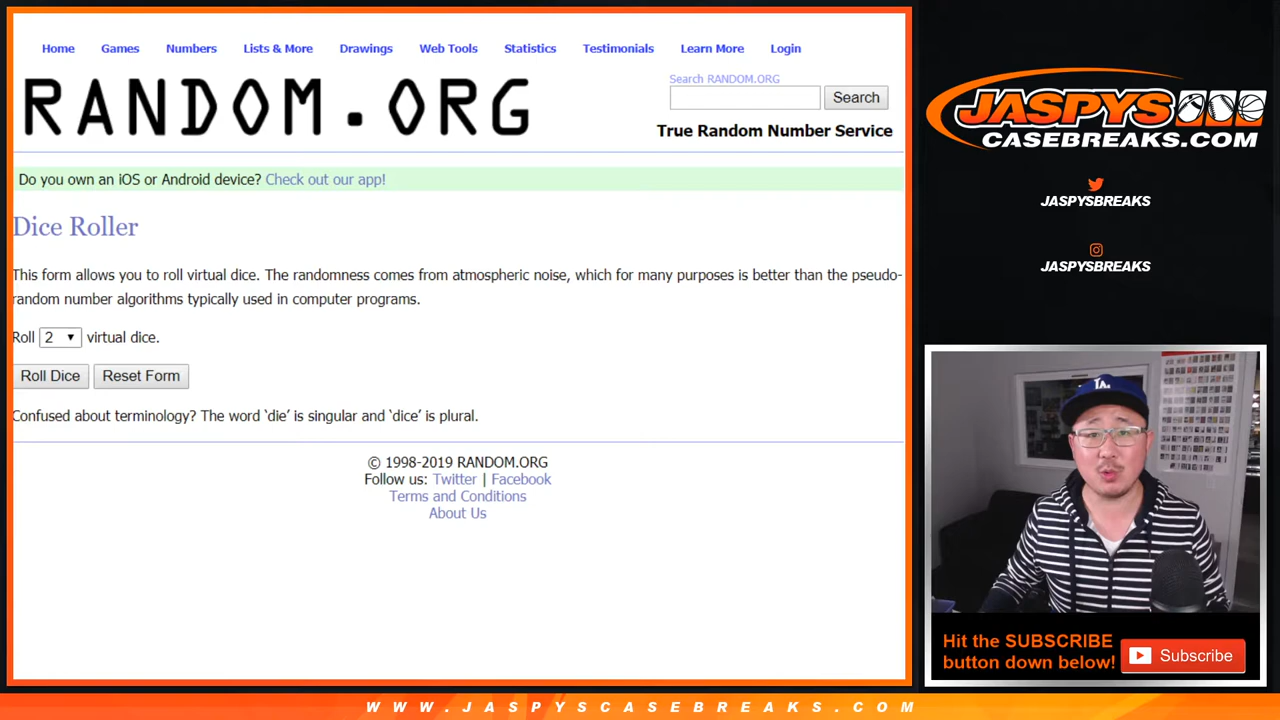 Home Games Numbers Lists & More Drawings Web Tools Statistics Testimonials Learn More Login
RANDOM.ORG
Search RANDOM.ORG
Search
True Random Number Service
Do you own an iOS or Android device? Check out our app!
Dice Roller
This form allows you to roll virtual dice. The randomness comes from atmospheric noise, which for many purposes is better than the pseudo-
random number algorithms typically used in computer programs.
Roll 2 virtual dice.
Roll Dice Reset Form
Confused about terminology? The word ‘die’ is singular and ‘dice’ is plural.
© 1998-2019 RANDOM.ORG
Follow us: Twitter | Facebook
Terms and Conditions
About Us
JASPYS
CASEBREAKS.COM
JASPYSBREAKS
JASPYSBREAKS
LA
Hit the SUBSCRIBE
button down below!
Subscribe
WWW.JASPYSCASEBREAKS.COM